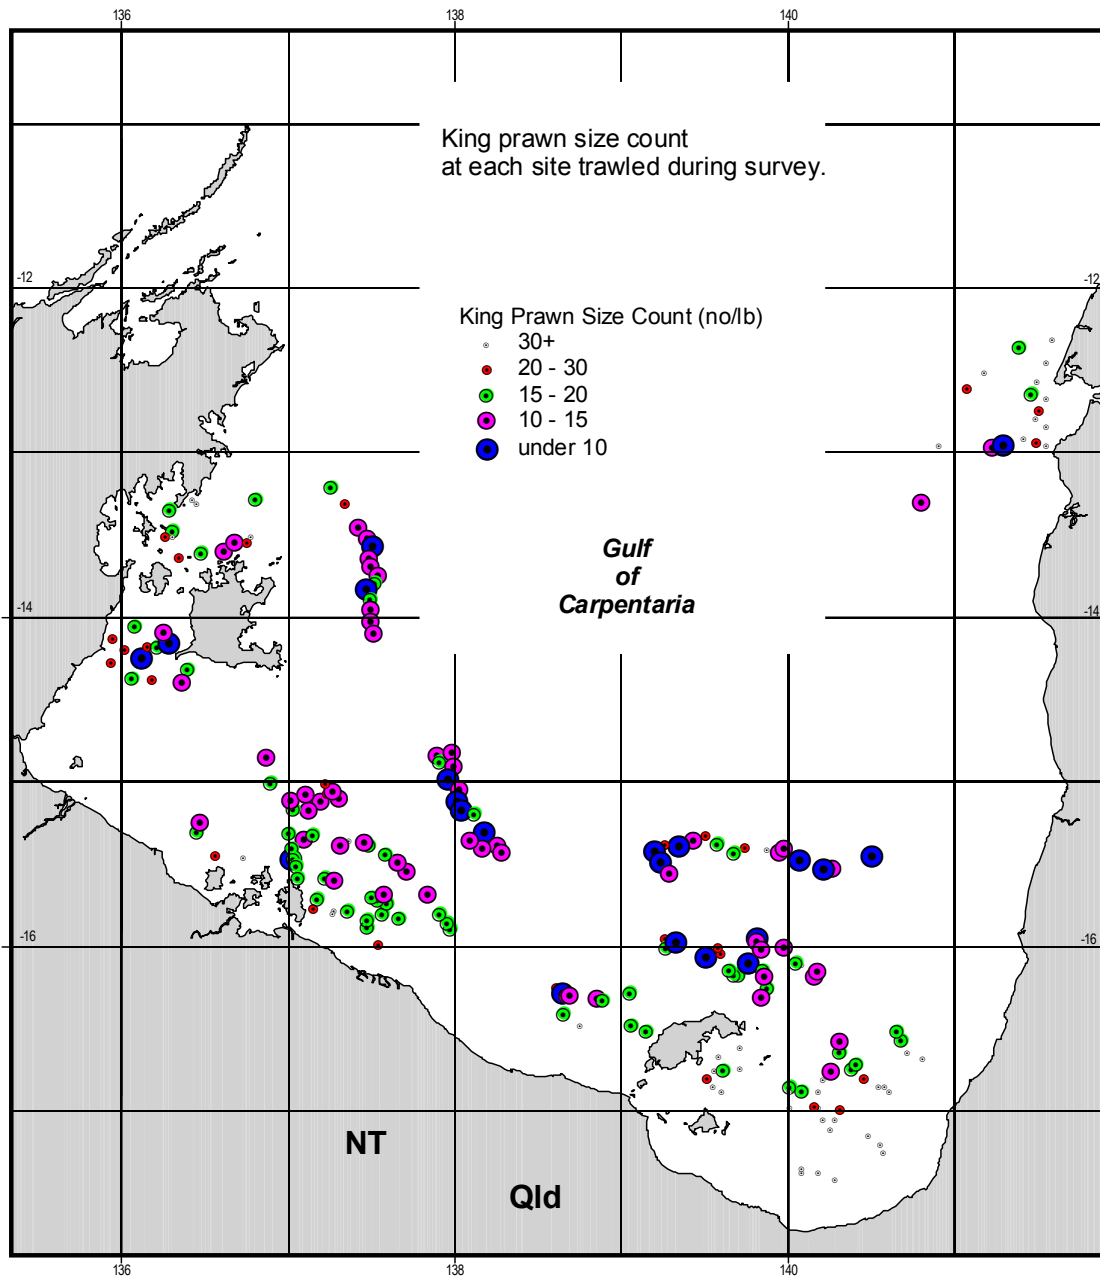 136 138 140
King prawn size count
at each site trawled during survey.
-12 -12
King Prawn Size Count (no/lb)
30+
20 - 30
15 - 20
10 - 15
under 10
Gulf
of
Carpentaria
-14 -14
-16 -16
NT
Qld
136 138 140